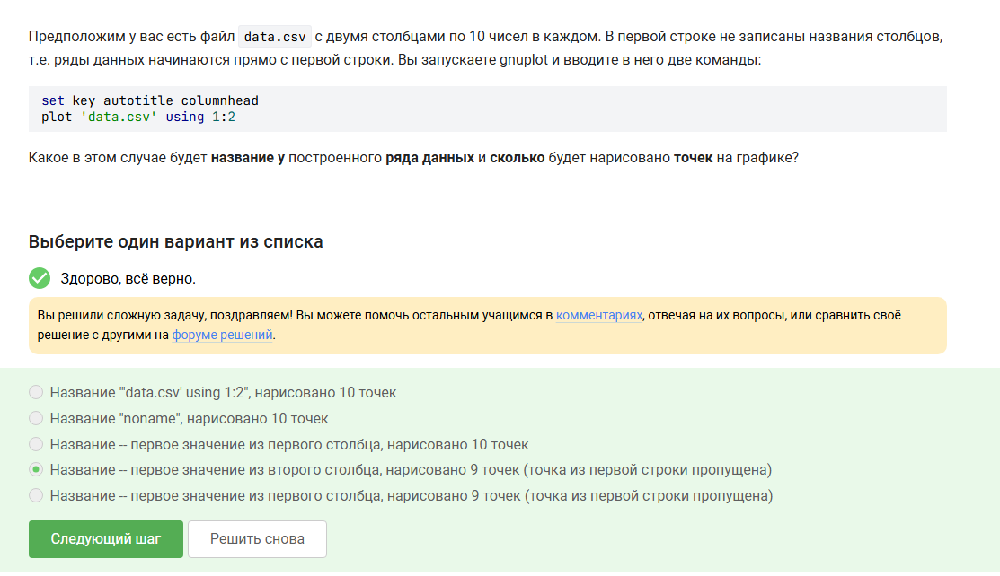 Предположим у вас есть файл data.csv с двумя столбцами по 10 чисел в каждом. В первой строке не записаны названия столбцов,
т.е. ряды данных начинаются прямо с первой строки. Вы запускаете gnuplot и вводите в него две команды:
set key autotitle columnhead
plot 'data.csv' using 1:2
Какое в этом случае будет название у построенного ряда данных и сколько будет нарисовано точек на графике?
Выберите один вариант из списка
Здорово, всё верно.
Вы решили сложную задачу, поздравляем! Вы можете помочь остальным учащимся в комментариях, отвечая на их вопросы, или сравнить своё
решение с другими на форуме решений.
Название "'data.csv' using 1:2", нарисовано 10 точек
Название "noname", нарисовано 10 точек
Название -- первое значение из первого столбца, нарисовано 10 точек
Название -- первое значение из второго столбца, нарисовано 9 точек (точка из первой строки пропущена)
Название -- первое значение из первого столбца, нарисовано 9 точек (точка из первой строки пропущена)
Следующий шаг
Решить снова